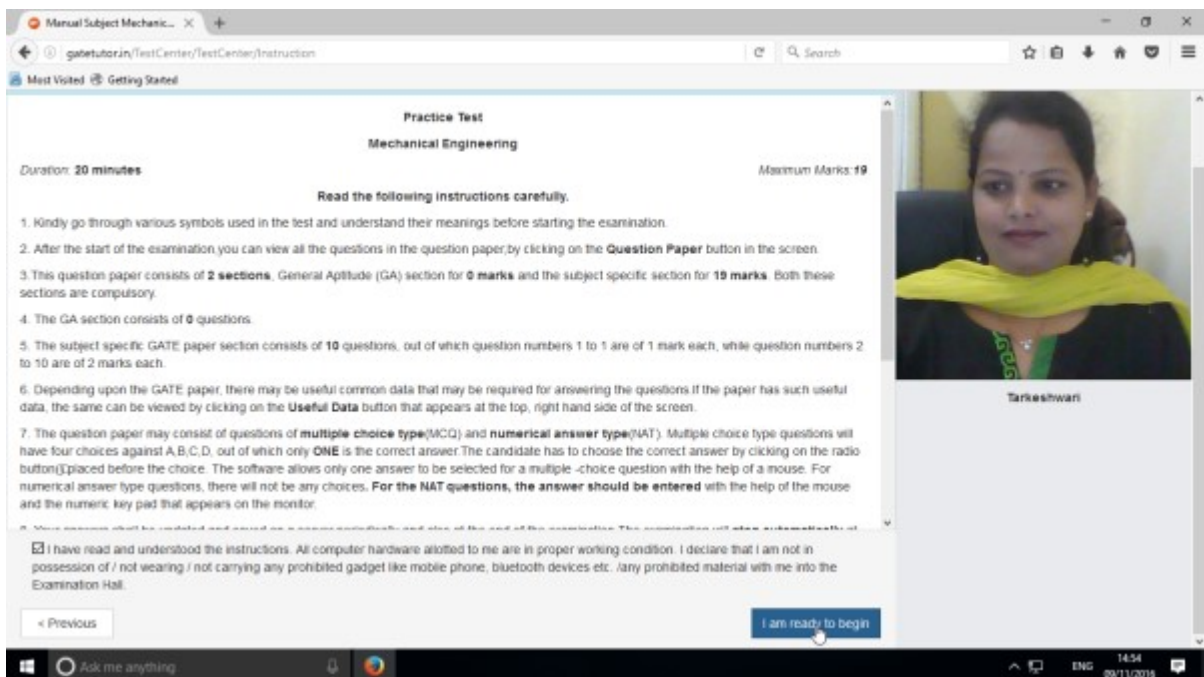 Manual Subject Mechanic...
gatetutor.in/TestCenter/TestCenter/Instruction
Search
Most Visited Getting Started
Practice Test
Mechanical Engineering
Duration: 20 minutes Maximum Marks:19
Read the following instructions carefully.
1. Kindly go through various symbols used in the test and understand their meanings before starting the examination.
2. After the start of the examination,you can view all the questions in the question paper,by clicking on the Question Paper button in the screen.
3.This question paper consists of 2 sections, General Aptitude (GA) section for 0 marks and the subject specific section for 19 marks. Both these
sections are compulsory.
4. The GA section consists of 0 questions.
5. The subject specific GATE paper section consists of 10 questions, out of which question numbers 1 to 1 are of 1 mark each, while question numbers 2
to 10 are of 2 marks each.
6. Depending upon the GATE paper, there may be useful common data that may be required for answering the questions.If the paper has such useful
data, the same can be viewed by clicking on the Useful Data button that appears at the top, right hand side of the screen.
7. The question paper may consist of questions of multiple choice type(MCQ) and numerical answer type(NAT). Multiple choice type questions will
have four choices against A,B,C,D, out of which only ONE is the correct answer.The candidate has to choose the correct answer by clicking on the radio
button()placed before the choice. The software allows only one answer to be selected for a multiple -choice question with the help of a mouse. For
numerical answer type questions, there will not be any choices. For the NAT questions, the answer should be entered with the help of the mouse
and the numeric key pad that appears on the monitor.
I have read and understood the instructions. All computer hardware allotted to me are in proper working condition. I declare that I am not in
possession of / not wearing / not carrying any prohibited gadget like mobile phone, bluetooth devices etc. /any prohibited material with me into the
Examination Hall.
< Previous
I am ready to begin
Tarkeshwari
Ask me anything
ENG
14:54
09/11/2016